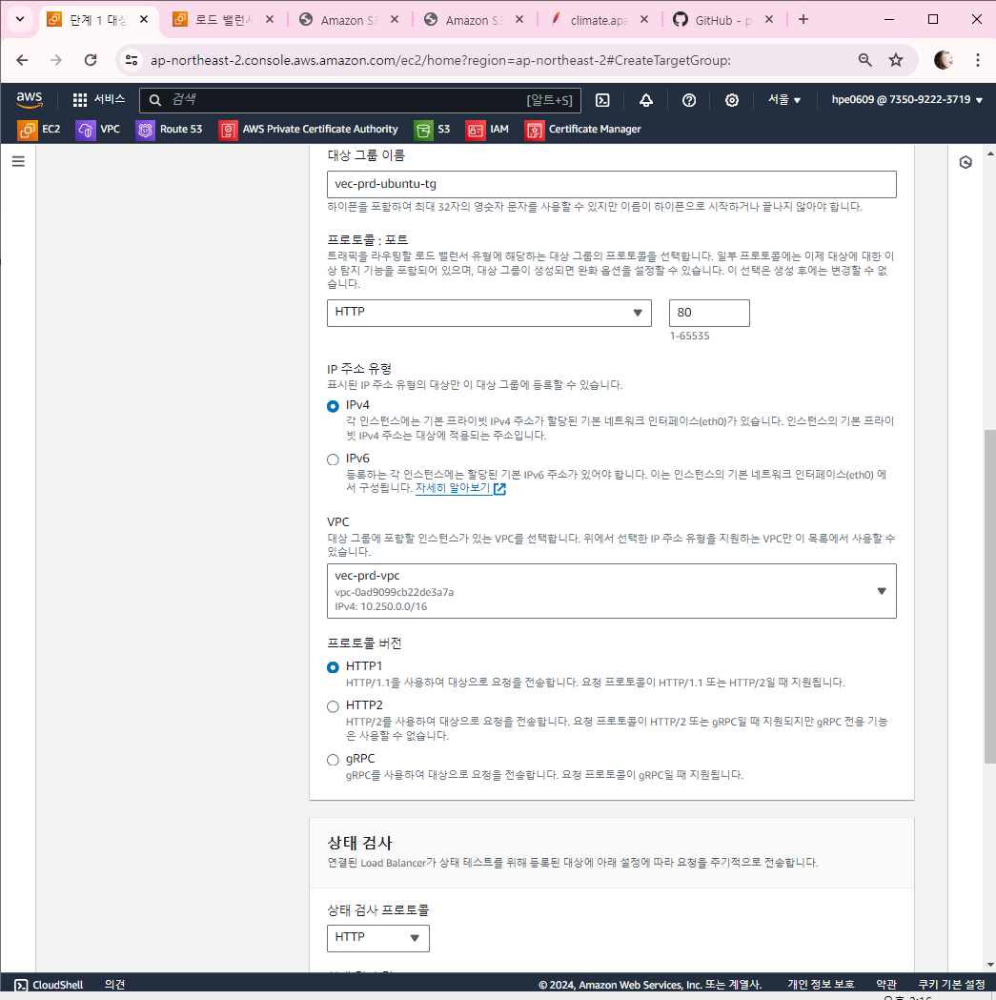 단계 1 대상
로드 밸런서
Amazon S3
Amazon S3
climate.apa
GitHub - p
ap-northeast-2.console.aws.amazon.com/ec2/home?region=ap-northeast-2#CreateTargetGroup:
aws
서비스
검색
[알트+S]
서울
hpe0609 @ 7350-9222-3719
EC2
VPC
Route 53
AWS Private Certificate Authority
S3
IAM
Certificate Manager
대상 그룹 이름
vec-prd-ubuntu-tg
하이픈을 포함하여 최대 32자의 영숫자 문자를 사용할 수 있지만 이름이 하이픈으로 시작하거나 끝나지 않아야 합니다.
프로토콜 : 포트
트래픽을 라우팅할 로드 밸런서 유형에 해당하는 대상 그룹의 프로토콜을 선택합니다. 일부 프로토콜에는 이제 대상에 대한 이
상 탐지 기능을 포함되어 있으며, 대상 그룹이 생성되면 완화 옵션을 설정할 수 있습니다. 이 선택은 생성 후에는 변경할 수 없
습니다.
HTTP
80
1-65535
IP 주소 유형
표시된 IP 주소 유형의 대상만 이 대상 그룹에 등록할 수 있습니다.
IPv4
각 인스턴스에는 기본 프라이빗 IPv4 주소가 할당된 기본 네트워크 인터페이스(eth0)가 있습니다. 인스턴스의 기본 프라이
빗 IPv4 주소는 대상에 적용되는 주소입니다.
IPv6
등록하는 각 인스턴스에는 할당된 기본 IPv6 주소가 있어야 합니다. 이는 인스턴스의 기본 네트워크 인터페이스(eth0) 에
서 구성됩니다. 자세히 알아보기
VPC
대상 그룹에 포함할 인스턴스가 있는 VPC를 선택합니다. 위에서 선택한 IP 주소 유형을 지원하는 VPC만 이 목록에서 사용할 수
있습니다.
vec-prd-vpc
vpc-0ad9099cb22de3a7a
IPv4: 10.250.0.0/16
프로토콜 버전
HTTP1
HTTP/1.1을 사용하여 대상으로 요청을 전송합니다. 요청 프로토콜이 HTTP/1.1 또는 HTTP/2일 때 지원됩니다.
HTTP2
HTTP/2를 사용하여 대상으로 요청을 전송합니다. 요청 프로토콜이 HTTP/2 또는 gRPC일 때 지원되지만 gRPC 전용 기능
은 사용할 수 없습니다.
gRPC
gRPC를 사용하여 대상으로 요청을 전송합니다. 요청 프로토콜이 gRPC일 때 지원됩니다.
상태 검사
연결된 Load Balancer가 상태 테스트를 위해 등록된 대상에 아래 설정에 따라 요청을 주기적으로 전송합니다.
상태 검사 프로토콜
HTTP
CloudShell
의견
© 2024, Amazon Web Services, Inc. 또는 계열사.
개인 정보 보호
약관
쿠키 기본 설정